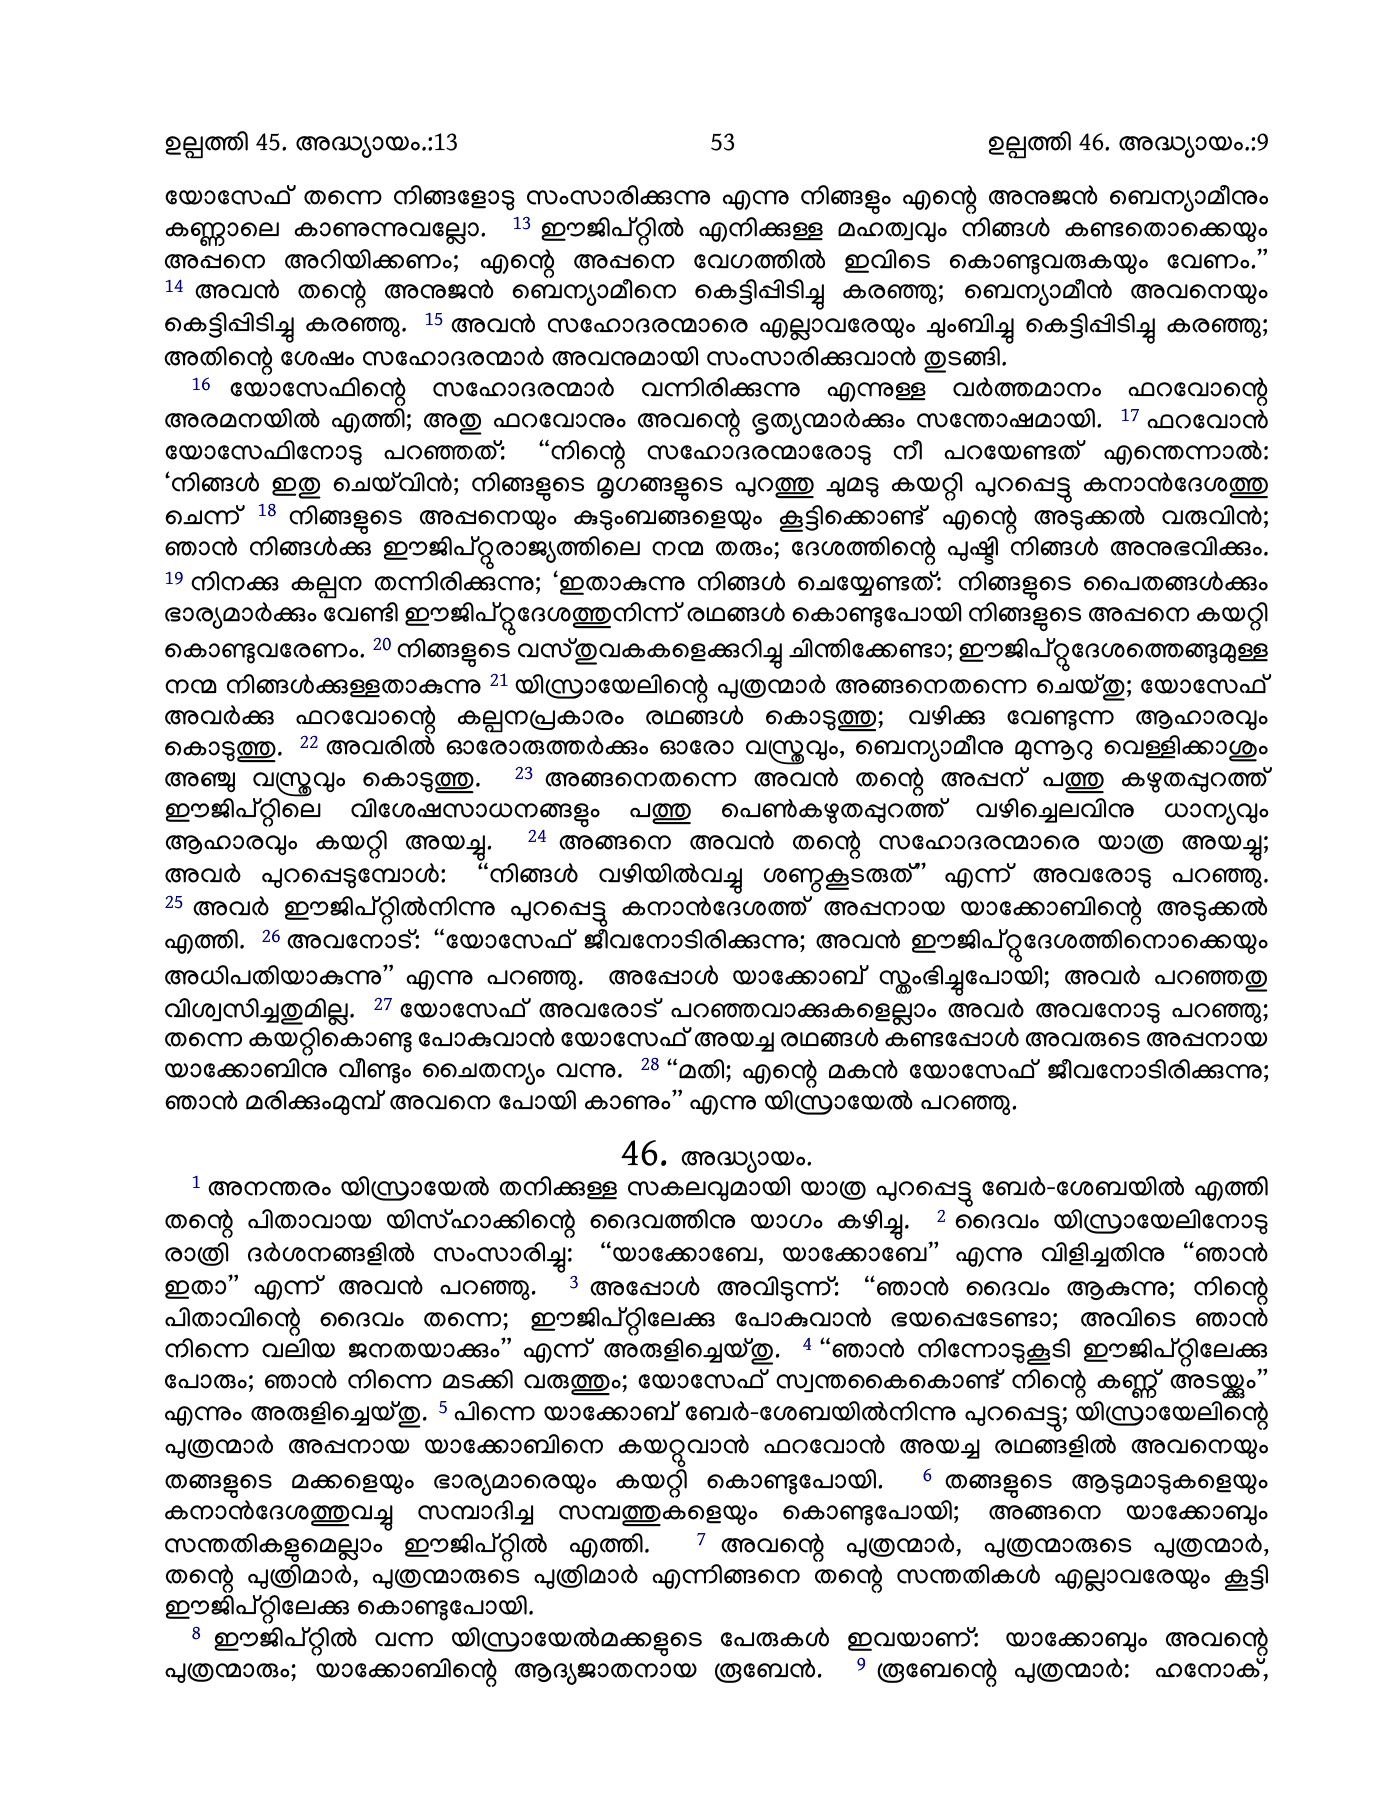 ഉല്പത്തി 45. അദ്ധ്യായം.:13 53 ഉല്പത്തി 46. അദ്ധ്യായം.:9
യോസേഫ് തന്നെ നിങ്ങളോടു സംസാരിക്കുന്നു എന്നു നിങ്ങളും എന്റെ അനുജൻ ബെന്യാമീനും
കണ്ണാലെ കാണുന്നുവല്ലോ. 13 ഈജിപ്റ്റിൽ എനിക്കുള്ള മഹത്വവും നിങ്ങൾ കണ്ടതൊക്കെയും
അപ്പനെ അറിയിക്കണം; എന്റെ അപ്പനെ വേഗത്തിൽ ഇവിടെ കൊണ്ടുവരുകയും വേണം.”
14 അവൻ തന്റെ അനുജൻ ബെന്യാമീനെ കെട്ടിപ്പിടിച്ചു കരഞ്ഞു; ബെന്യാമീൻ അവനെയും
കെട്ടിപ്പിടിച്ചു കരഞ്ഞു. 15 അവൻ സഹോദരന്മാരെ എല്ലാവരേയും ചുംബിച്ചു കെട്ടിപ്പിടിച്ചു കരഞ്ഞു;
അതിന്റെ ശേഷം സഹോദരന്മാർ അവനുമായി സംസാരിക്കുവാൻ തുടങ്ങി.
16 യോസേഫിന്റെ സഹോദരന്മാർ വന്നിരിക്കുന്നു എന്നുള്ള വർത്തമാനം ഫറവോന്റെ
അരമനയിൽ എത്തി; അതു ഫറവോനും അവന്റെ ഭൃത്യന്മാർക്കും സന്തോഷമായി. 17 ഫറവോൻ
യോസേഫിനോടു പറഞ്ഞത്: “നിന്റെ സഹോദരന്മാരോടു നീ പറയേണ്ടത് എന്തെന്നാൽ:
‘നിങ്ങൾ ഇതു ചെയ്‌വിൻ; നിങ്ങളുടെ മൃഗങ്ങളുടെ പുറത്തു ചുമടു കയറ്റി പുറപ്പെട്ടു കനാൻദേശത്തു
ചെന്ന് 18 നിങ്ങളുടെ അപ്പനെയും കുടുംബങ്ങളെയും കൂട്ടിക്കൊണ്ട് എന്റെ അടുക്കൽ വരുവിൻ;
ഞാൻ നിങ്ങൾക്കു ഈജിപ്റ്റുരാജ്യത്തിലെ നന്മ തരും; ദേശത്തിന്റെ പുഷ്ടി നിങ്ങൾ അനുഭവിക്കും.
19 നിനക്കു കല്പന തന്നിരിക്കുന്നു; ‘ഇതാകുന്നു നിങ്ങൾ ചെയ്യേണ്ടത്: നിങ്ങളുടെ പൈതങ്ങൾക്കും
ഭാര്യമാർക്കും വേണ്ടി ഈജിപ്റ്റുദേശത്തുനിന്ന് രഥങ്ങൾ കൊണ്ടുപോയി നിങ്ങളുടെ അപ്പനെ കയറ്റി
കൊണ്ടുവരേണം. 20 നിങ്ങളുടെ വസ്തുവകകളെക്കുറിച്ചു ചിന്തിക്കേണ്ടാ; ഈജിപ്റ്റുദേശത്തെങ്ങുമുള്ള
നന്മ നിങ്ങൾക്കുള്ളതാകുന്നു 21 യിസ്രായേലിന്റെ പുത്രന്മാർ അങ്ങനെതന്നെ ചെയ്തു; യോസേഫ്
അവർക്കു ഫറവോന്റെ കല്പനപ്രകാരം രഥങ്ങൾ കൊടുത്തു; വഴിക്കു വേണ്ടുന്ന ആഹാരവും
കൊടുത്തു. 22 അവരിൽ ഓരോരുത്തർക്കും ഓരോ വസ്ത്രവും, ബെന്യാമീനു മുന്നൂറു വെള്ളിക്കാശും
അഞ്ചു വസ്ത്രവും കൊടുത്തു. 23 അങ്ങനെതന്നെ അവൻ തന്റെ അപ്പന് പത്തു കഴുതപ്പുറത്ത്
ഈജിപ്റ്റിലെ വിശേഷസാധനങ്ങളും പത്തു പെൺകഴുതപ്പുറത്ത് വഴിച്ചെലവിനു ധാന്യവും
ആഹാരവും കയറ്റി അയച്ചു. 24 അങ്ങനെ അവൻ തന്റെ സഹോദരന്മാരെ യാത്ര അയച്ചു;
അവർ പുറപ്പെടുമ്പോൾ: “നിങ്ങൾ വഴിയിൽവച്ചു ശണ്ഠകൂടരുത്” എന്ന് അവരോടു പറഞ്ഞു.
25 അവർ ഈജിപ്റ്റിൽനിന്നു പുറപ്പെട്ടു കനാൻദേശത്ത് അപ്പനായ യാക്കോബിന്റെ അടുക്കൽ
എത്തി. 26 അവനോട്: “യോസേഫ് ജീവനോടിരിക്കുന്നു; അവൻ ഈജിപ്റ്റുദേശത്തിനൊക്കെയും
അധിപതിയാകുന്നു” എന്നു പറഞ്ഞു. അപ്പോൾ യാക്കോബ് സ്തംഭിച്ചുപോയി; അവർ പറഞ്ഞതു
വിശ്വസിച്ചതുമില്ല. 27 യോസേഫ് അവരോട് പറഞ്ഞവാക്കുകളെല്ലാം അവർ അവനോടു പറഞ്ഞു;
തന്നെ കയറ്റികൊണ്ടു പോകുവാൻ യോസേഫ് അയച്ച രഥങ്ങൾ കണ്ടപ്പോൾ അവരുടെ അപ്പനായ
യാക്കോബിനു വീണ്ടും ചൈതന്യം വന്നു. 28 “മതി; എന്റെ മകൻ യോസേഫ് ജീവനോടിരിക്കുന്നു;
ഞാൻ മരിക്കുംമുമ്പ് അവനെ പോയി കാണും” എന്നു യിസ്രായേൽ പറഞ്ഞു.
46. അദ്ധ്യായം.
1 അനന്തരം യിസ്രായേൽ തനിക്കുള്ള സകലവുമായി യാത്ര പുറപ്പെട്ടു ബേർ-ശേബയിൽ എത്തി
തന്റെ പിതാവായ യിസ്ഹാക്കിന്റെ ദൈവത്തിനു യാഗം കഴിച്ചു. 2 ദൈവം യിസ്രായേലിനോടു
രാത്രി ദർശനങ്ങളിൽ സംസാരിച്ചു: “യാക്കോബേ, യാക്കോബേ” എന്നു വിളിച്ചതിനു “ഞാൻ
ഇതാ” എന്ന് അവൻ പറഞ്ഞു. 3 അപ്പോൾ അവിടുന്ന്: “ഞാൻ ദൈവം ആകുന്നു; നിന്റെ
പിതാവിന്റെ ദൈവം തന്നെ; ഈജിപ്റ്റിലേക്കു പോകുവാൻ ഭയപ്പെടേണ്ടാ; അവിടെ ഞാൻ
നിന്നെ വലിയ ജനതയാക്കും” എന്ന് അരുളിച്ചെയ്തു. 4 “ഞാൻ നിന്നോടുകൂടി ഈജിപ്റ്റിലേക്കു
പോരും; ഞാൻ നിന്നെ മടക്കി വരുത്തും; യോസേഫ് സ്വന്തകൈകൊണ്ട് നിന്റെ കണ്ണ് അടയ്ക്കും”
എന്നും അരുളിച്ചെയ്തു. 5 പിന്നെ യാക്കോബ് ബേർ-ശേബയിൽനിന്നു പുറപ്പെട്ടു; യിസ്രായേലിന്റെ
പുത്രന്മാർ അപ്പനായ യാക്കോബിനെ കയറ്റുവാൻ ഫറവോൻ അയച്ച രഥങ്ങളിൽ അവനെയും
തങ്ങളുടെ മക്കളെയും ഭാര്യമാരെയും കയറ്റി കൊണ്ടുപോയി. 6 തങ്ങളുടെ ആടുമാടുകളെയും
കനാൻദേശത്തുവച്ചു സമ്പാദിച്ച സമ്പത്തുകളെയും കൊണ്ടുപോയി; അങ്ങനെ യാക്കോബും
സന്തതികളുമെല്ലാം ഈജിപ്റ്റിൽ എത്തി. 7 അവന്റെ പുത്രന്മാർ, പുത്രന്മാരുടെ പുത്രന്മാർ,
തന്റെ പുത്രിമാർ, പുത്രന്മാരുടെ പുത്രിമാർ എന്നിങ്ങനെ തന്റെ സന്തതികൾ എല്ലാവരേയും കൂട്ടി
ഈജിപ്റ്റിലേക്കു കൊണ്ടുപോയി.
8 ഈജിപ്റ്റിൽ വന്ന യിസ്രായേൽമക്കളുടെ പേരുകൾ ഇവയാണ്: യാക്കോബും അവന്റെ
പുത്രന്മാരും; യാക്കോബിന്റെ ആദ്യജാതനായ രൂബേൻ. 9 രൂബേന്റെ പുത്രന്മാർ: ഹനോക്,